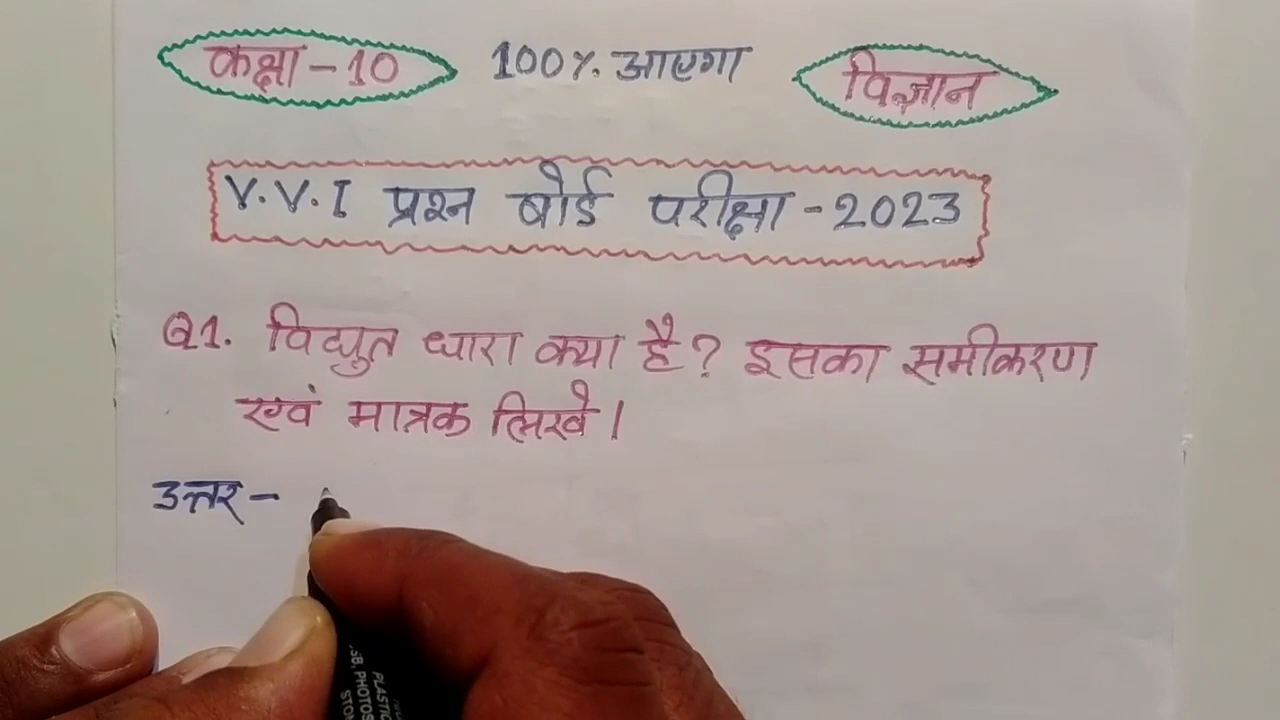 कक्षा - 10 100%. आएगा विज्ञान
V.V.I प्रश्न बोर्ड परीक्षा - 2023
Q1. विद्युत धारा क्या है? इसका समीकरण
एवं मात्रक लिखे।
उत्तर -